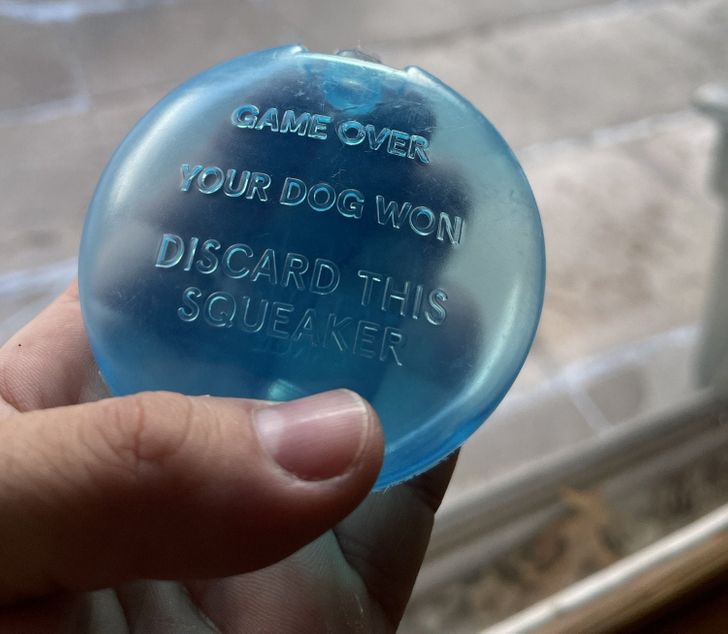 GAME OVER
YOUR DOG WON
DISCARD THIS
SQUEAKER